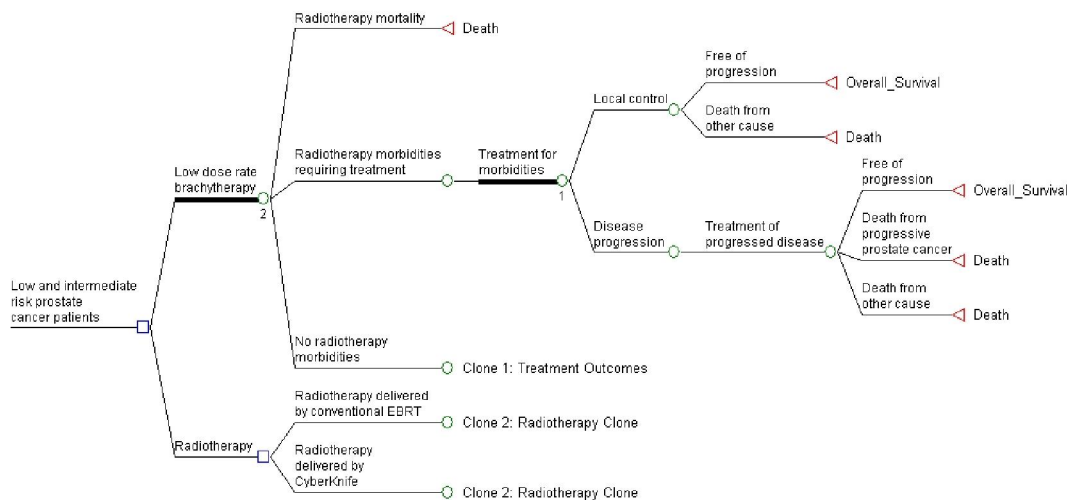 Radiotherapy mortality
Death
Free of
progression
Overall_Survival
Local control
Death from
other cause
Death
Low dose rate
brachytherapy
2
Radiotherapy morbidities
requiring treatment
Treatment for
morbidities
1
Free of
progression
Overall_Survival
Disease
progression
Treatment of
progressed disease
Death from
progressive
prostate cancer
Death
Death from
other cause
Death
Low and intermediate
risk prostate
cancer patients
No radiotherapy
morbidities
Clone 1: Treatment Outcomes
Radiotherapy delivered
by conventional EBRT
Clone 2: Radiotherapy Clone
Radiotherapy
Radiotherapy
delivered by
CyberKnife
Clone 2: Radiotherapy Clone